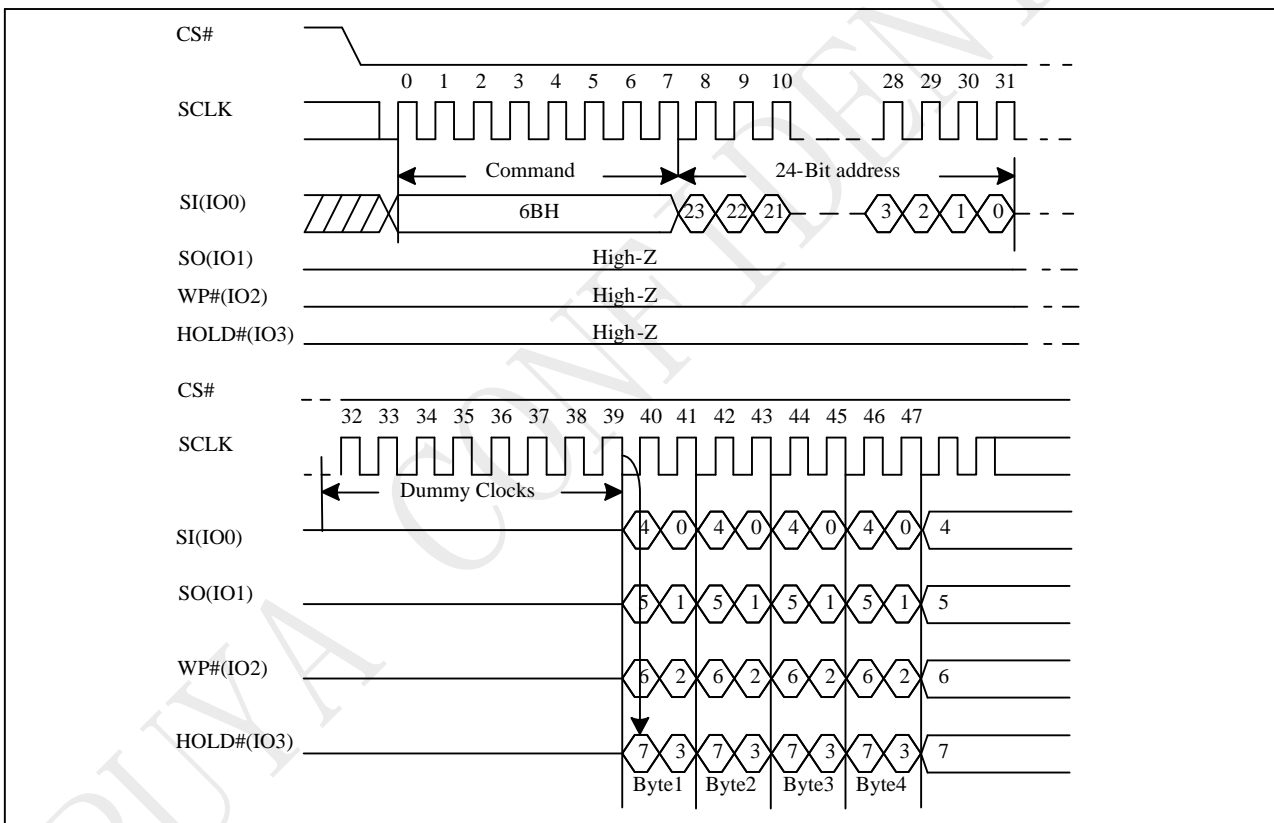 CS#
0 1 2 3 4 5 6 7 8 9 10 28 29 30 31
SCLK
Command 24-Bit address
SI(IO0) 6BH 23 22 21 3 2 1 0
SO(IO1) High-Z
WP#(IO2) High-Z
HOLD#(IO3) High-Z
CS#
32 33 34 35 36 37 38 39 40 41 42 43 44 45 46 47
SCLK
Dummy Clocks
SI(IO0) 4 0 4 0 4 0 4 0 4
SO(IO1) 5 1 5 1 5 1 5 1 5
WP#(IO2) 6 2 6 2 6 2 6 2 6
HOLD#(IO3) 7 3 7 3 7 3 7 3 7
Byte1 Byte2 Byte3 Byte4
PUYA CONFIDEN